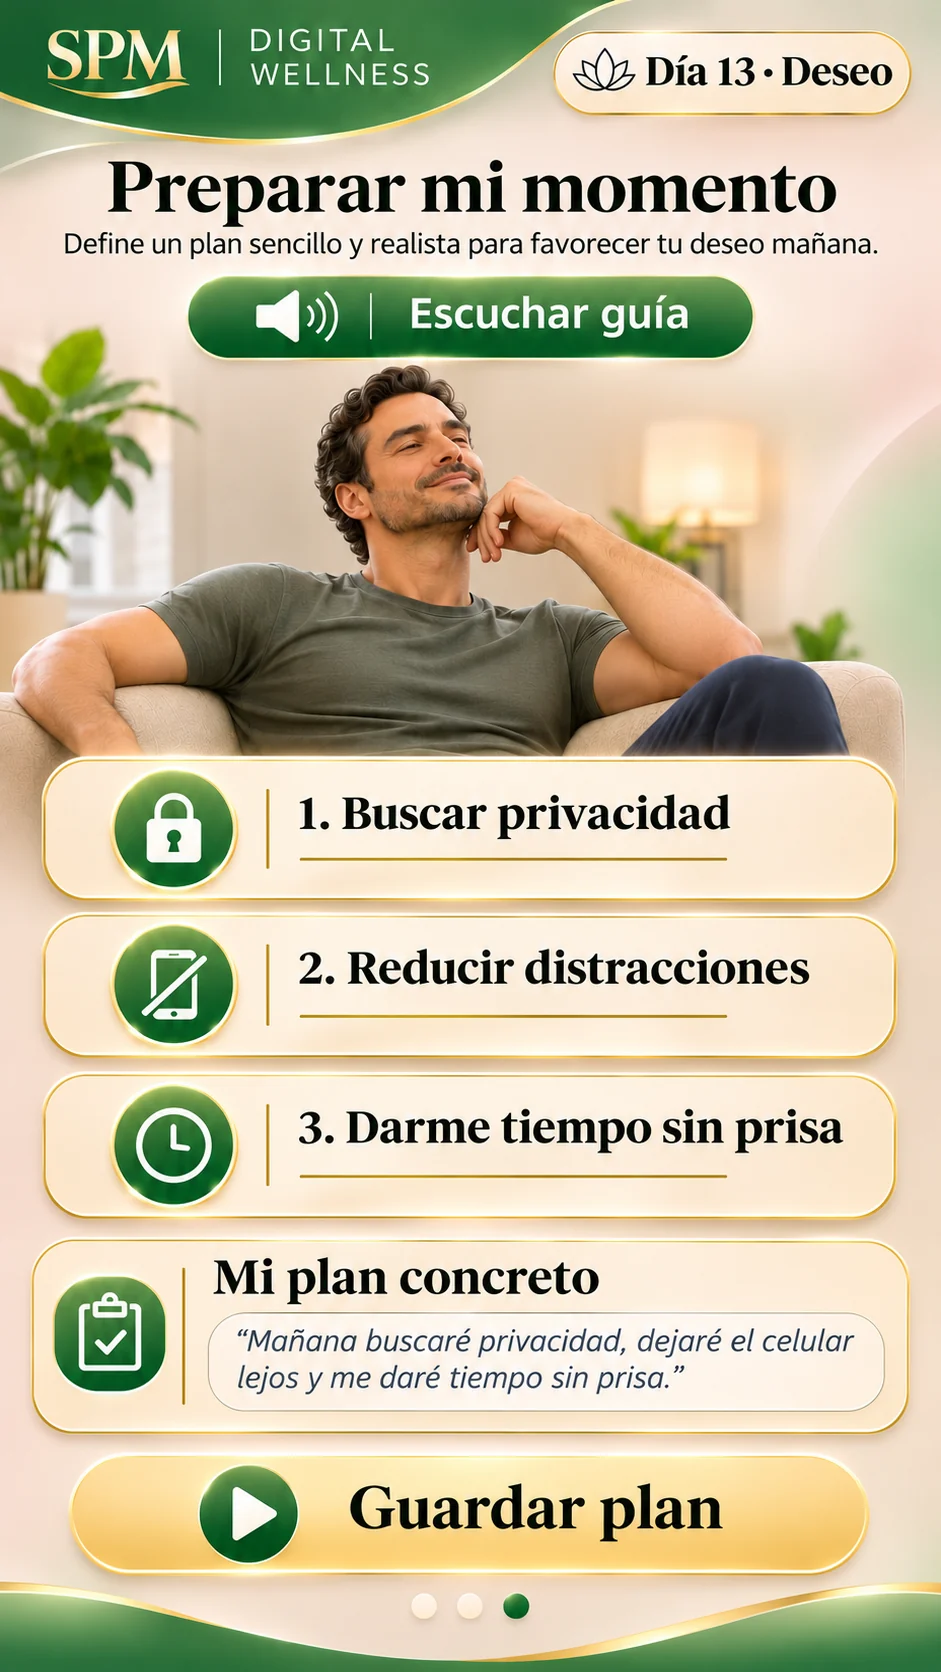 SPM
DIGITAL
WELLNESS
Día 13 • Deseo
Preparar mi momento
Define un plan sencillo y realista para favorecer tu deseo mañana.
Escuchar guía
1. Buscar privacidad
2. Reducir distracciones
3. Darme tiempo sin prisa
Mi plan concreto
“Mañana buscaré privacidad, dejaré el celular
lejos y me daré tiempo sin prisa.”
Guardar plan